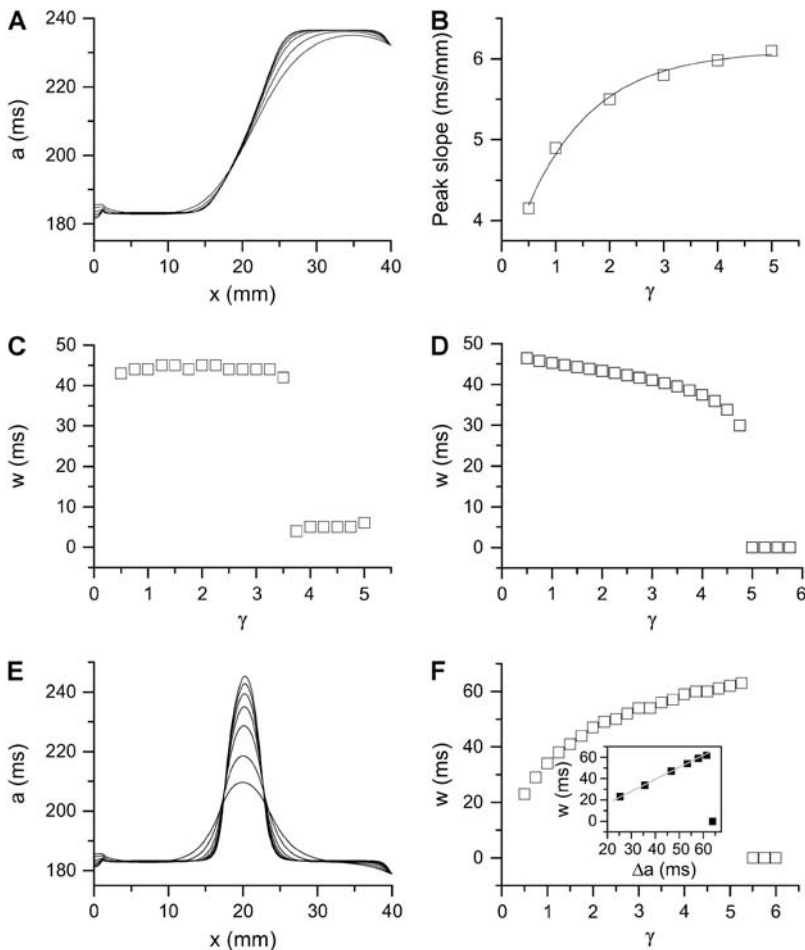 A
240
220
200
180
a (ms)
0 10 20 30 40
x (mm)
B
6
5
4
Peak slope (ms/mm)
0 1 2 3 4 5
γ
C
50
40
30
20
10
0
w (ms)
0 1 2 3 4 5
γ
D
50
40
30
20
10
0
w (ms)
0 1 2 3 4 5 6
γ
E
240
220
200
180
a (ms)
0 10 20 30 40
x (mm)
F
60
40
20
0
w (ms)
60
40
20
0
w (ms)
20 30 40 50 60
Δa (ms)
0 1 2 3 4 5 6
γ